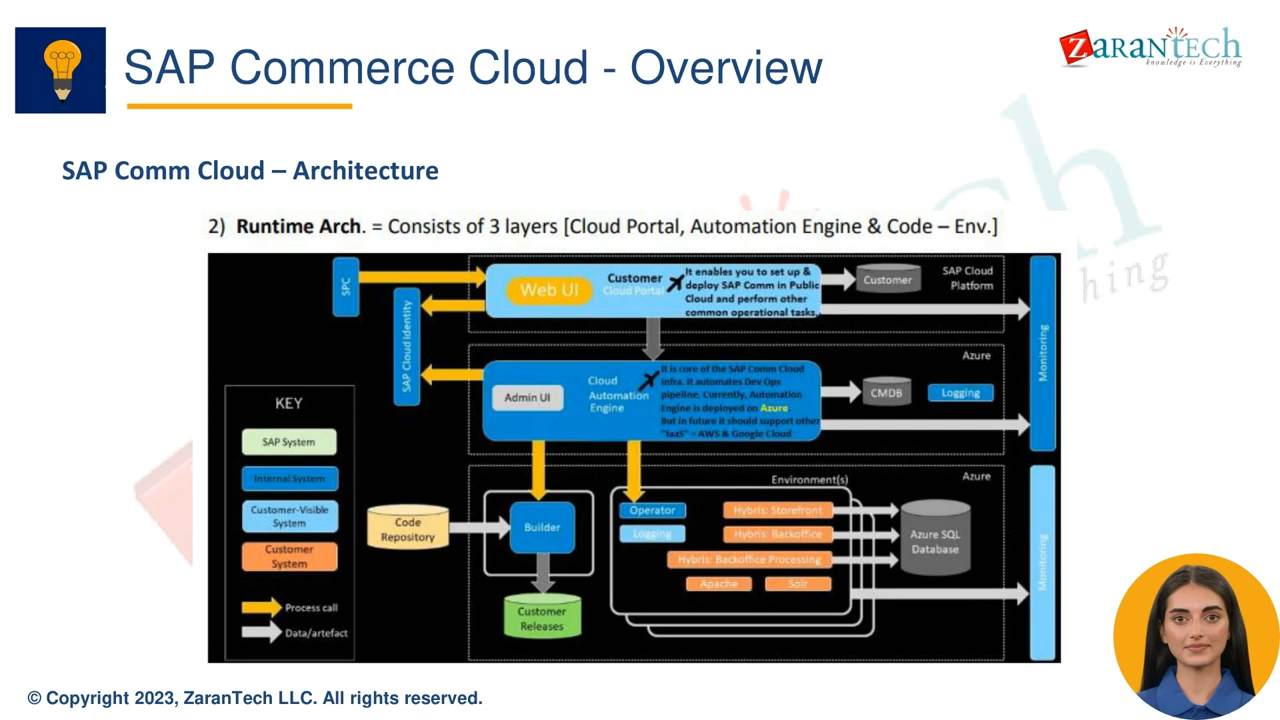 SAP Commerce Cloud - Overview
ZARANTECH
knowledge is Everything
SAP Comm Cloud – Architecture
2) Runtime Arch. = Consists of 3 layers [Cloud Portal, Automation Engine & Code – Env.]
SPC
SAP Cloud Identity
Web UI
Customer
Cloud Portal
It enables you to set up &
deploy SAP Comm in Public
Cloud and perform other
common operational tasks,
Customer
SAP Cloud
Platform
Monitoring
Azure
Admin UI
Cloud
Automation
Engine
It is core of the SAP Comm Cloud
infra. It automates Dev Ops
pipeline. Currently, Automation
Engine is deployed on Azure.
But in future it should support other
"IaaS" = AWS & Google Cloud
CMDB
Logging
KEY
SAP System
Internal System
Customer-Visible
System
Customer
System
Process call
Data/artefact
Code
Repository
Builder
Customer
Releases
Environment(s)
Azure
Operator
Logging
Hybris: Storefront
Hybris: Backoffice
Hybris: Backoffice Processing
Apache
Solr
Azure SQL
Database
Monitoring
ch
hing
© Copyright 2023, ZaranTech LLC. All rights reserved.